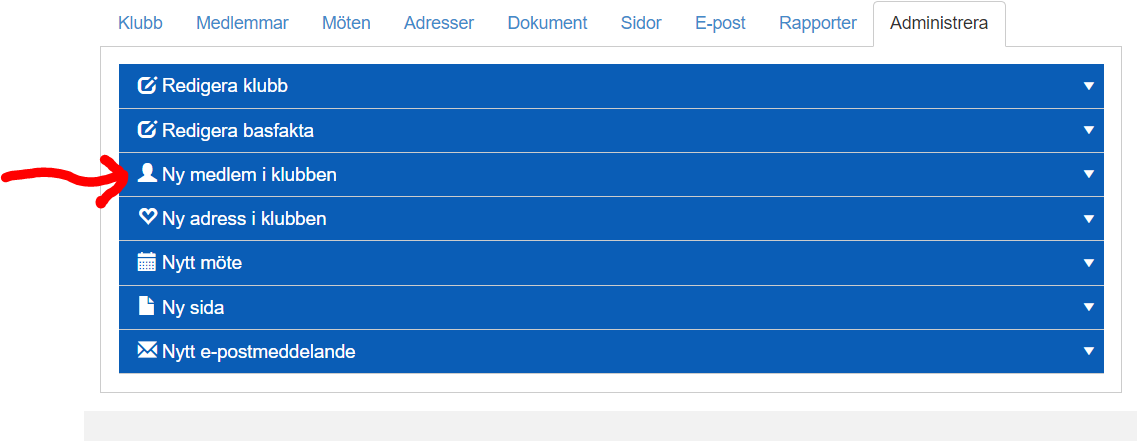 Klubb Medlemmar Möten Adresser Dokument Sidor E-post Rapporter Administrera
Redigera klubb
Redigera basfakta
Ny medlem i klubben
Ny adress i klubben
Nytt möte
Ny sida
Nytt e-postmeddelande